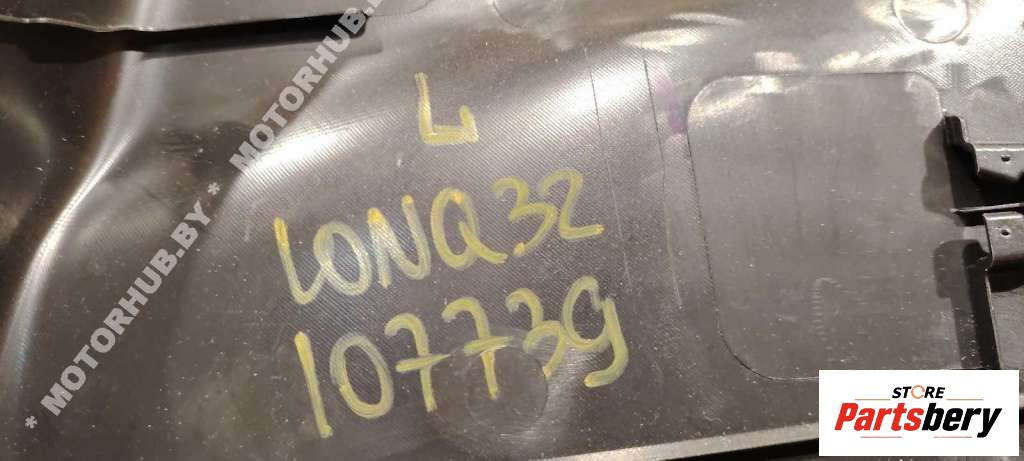 L
LONQ32
107739
* MOTORHUB.BY * MOTORHUB.BY
STORE
Partsbery